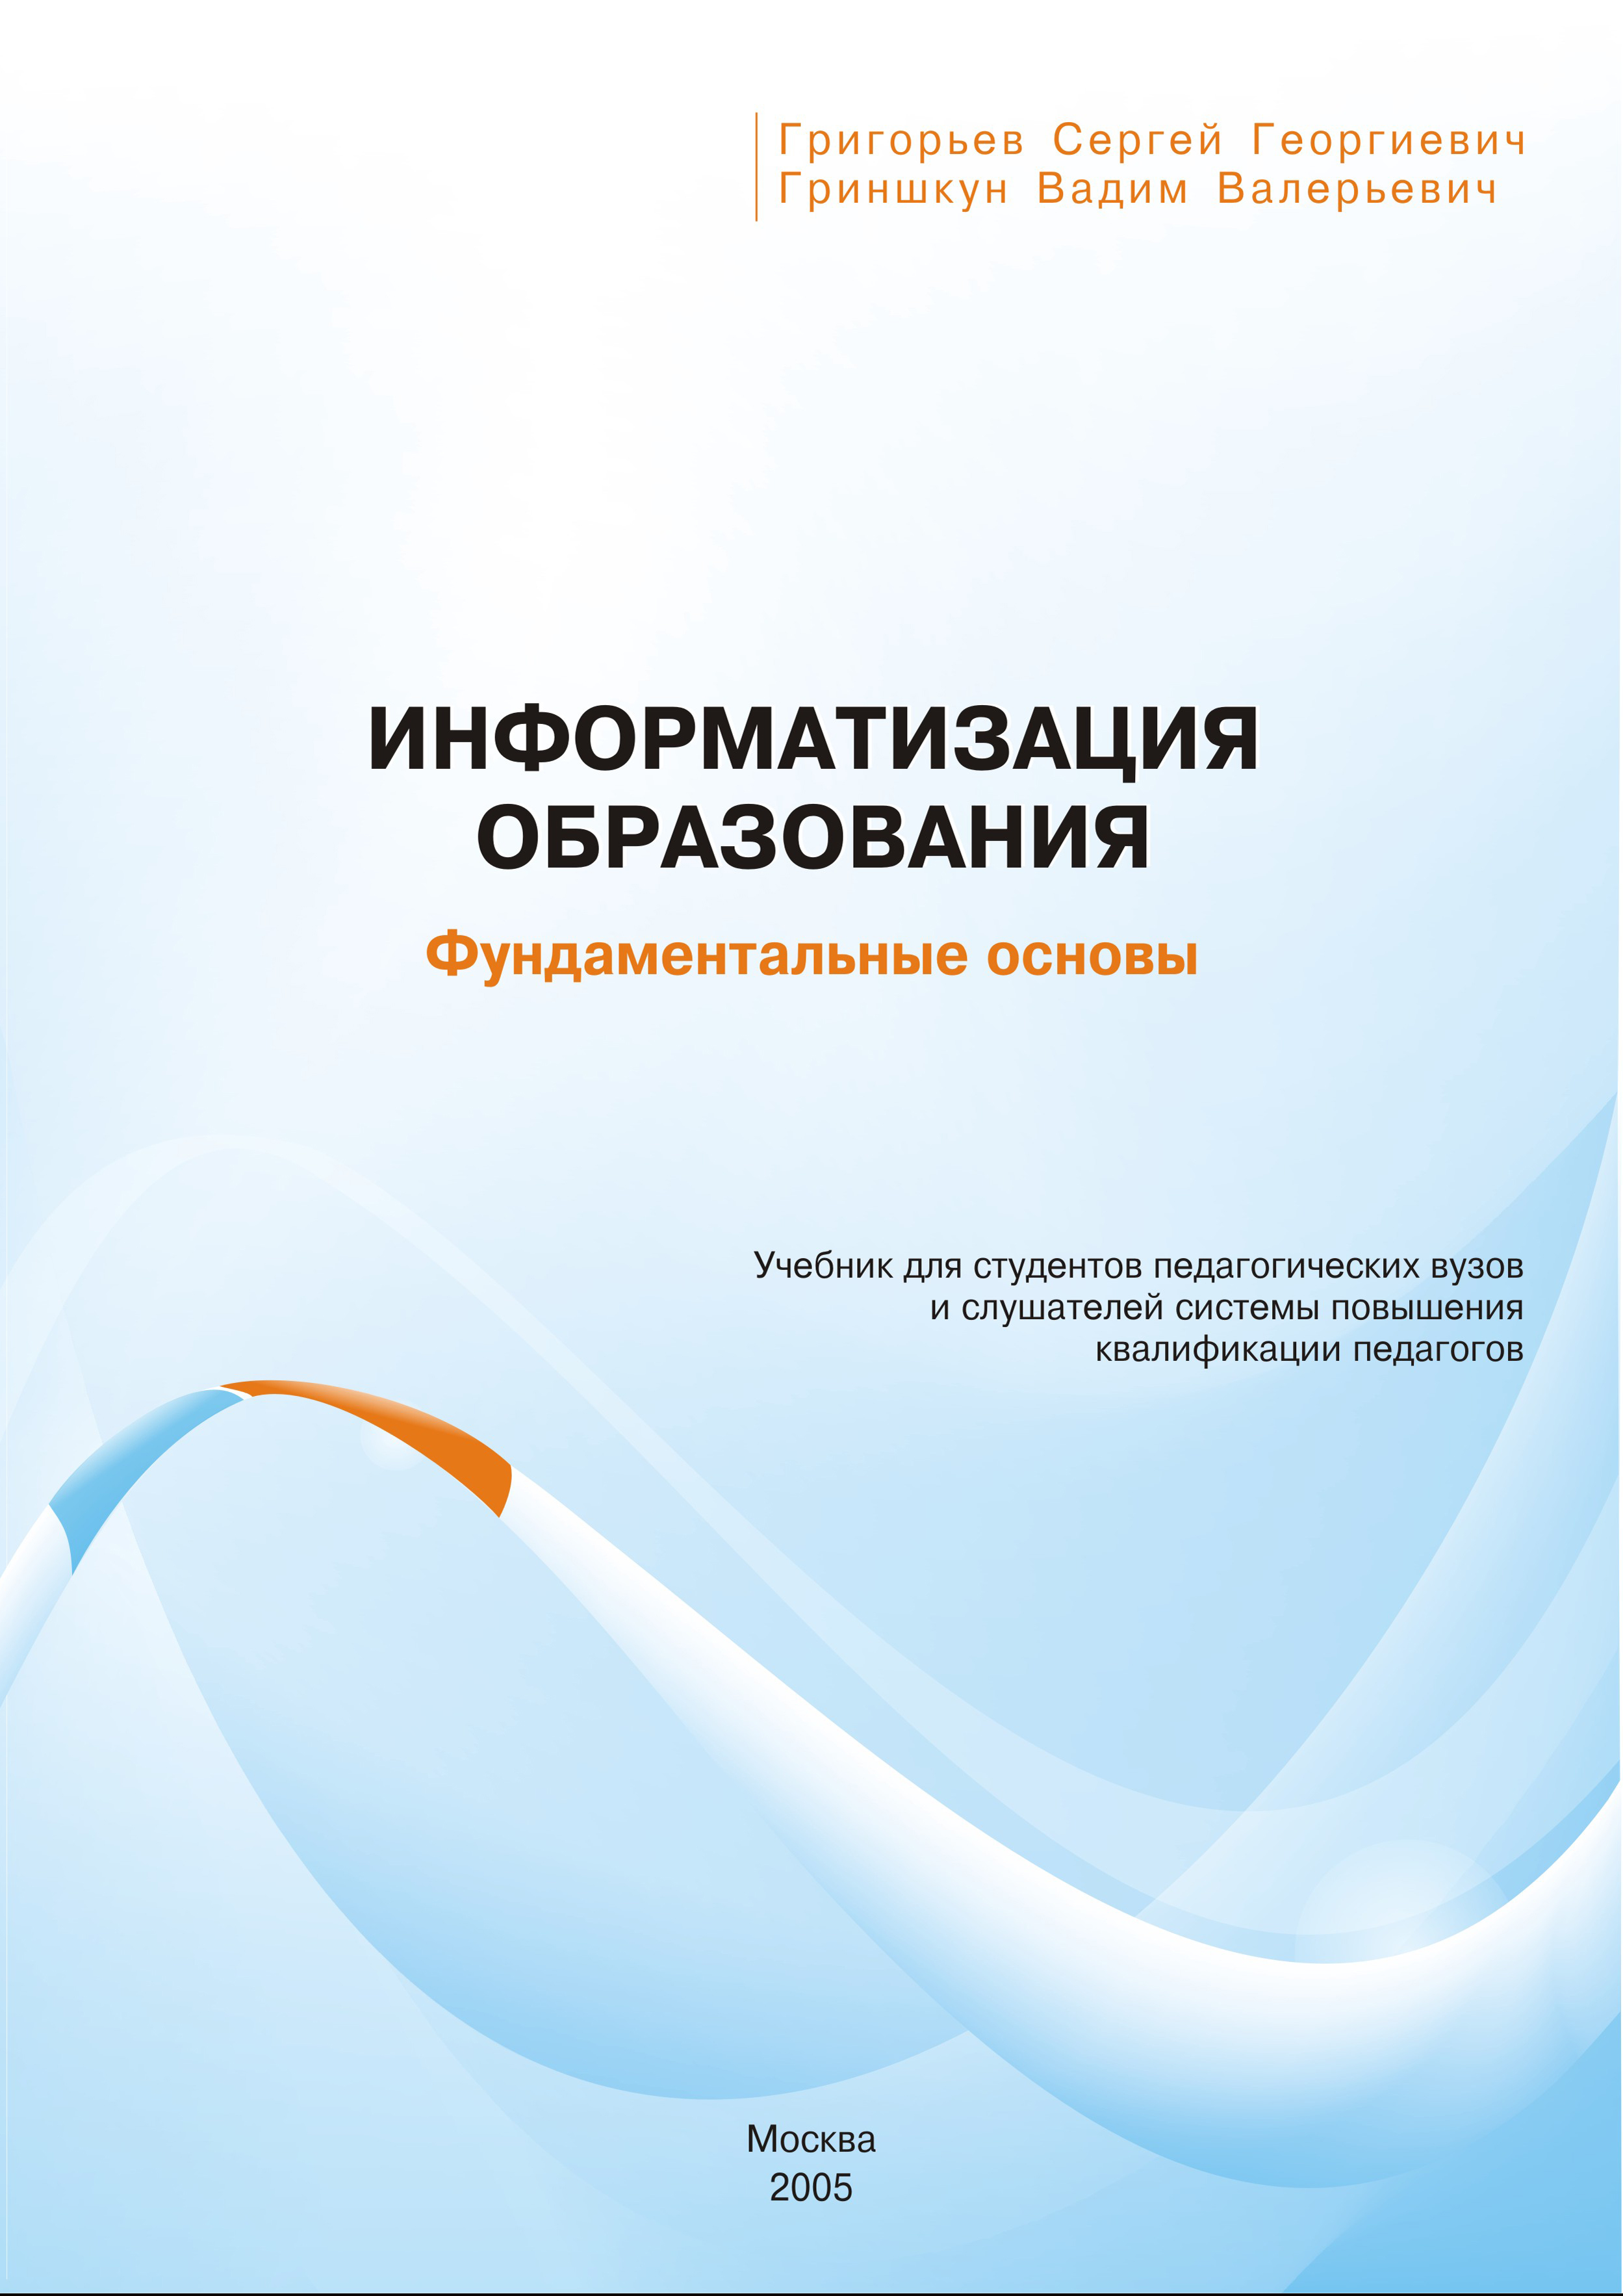 Григорьев Сергей Георгиевич
Гриншкун Вадим Валерьевич
ИНФОРМАТИЗАЦИЯ
ОБРАЗОВАНИЯ
Фундаментальные основы
Учебник для студентов педагогических вузов
и слушателей системы повышения
квалификации педагогов
Москва
2005